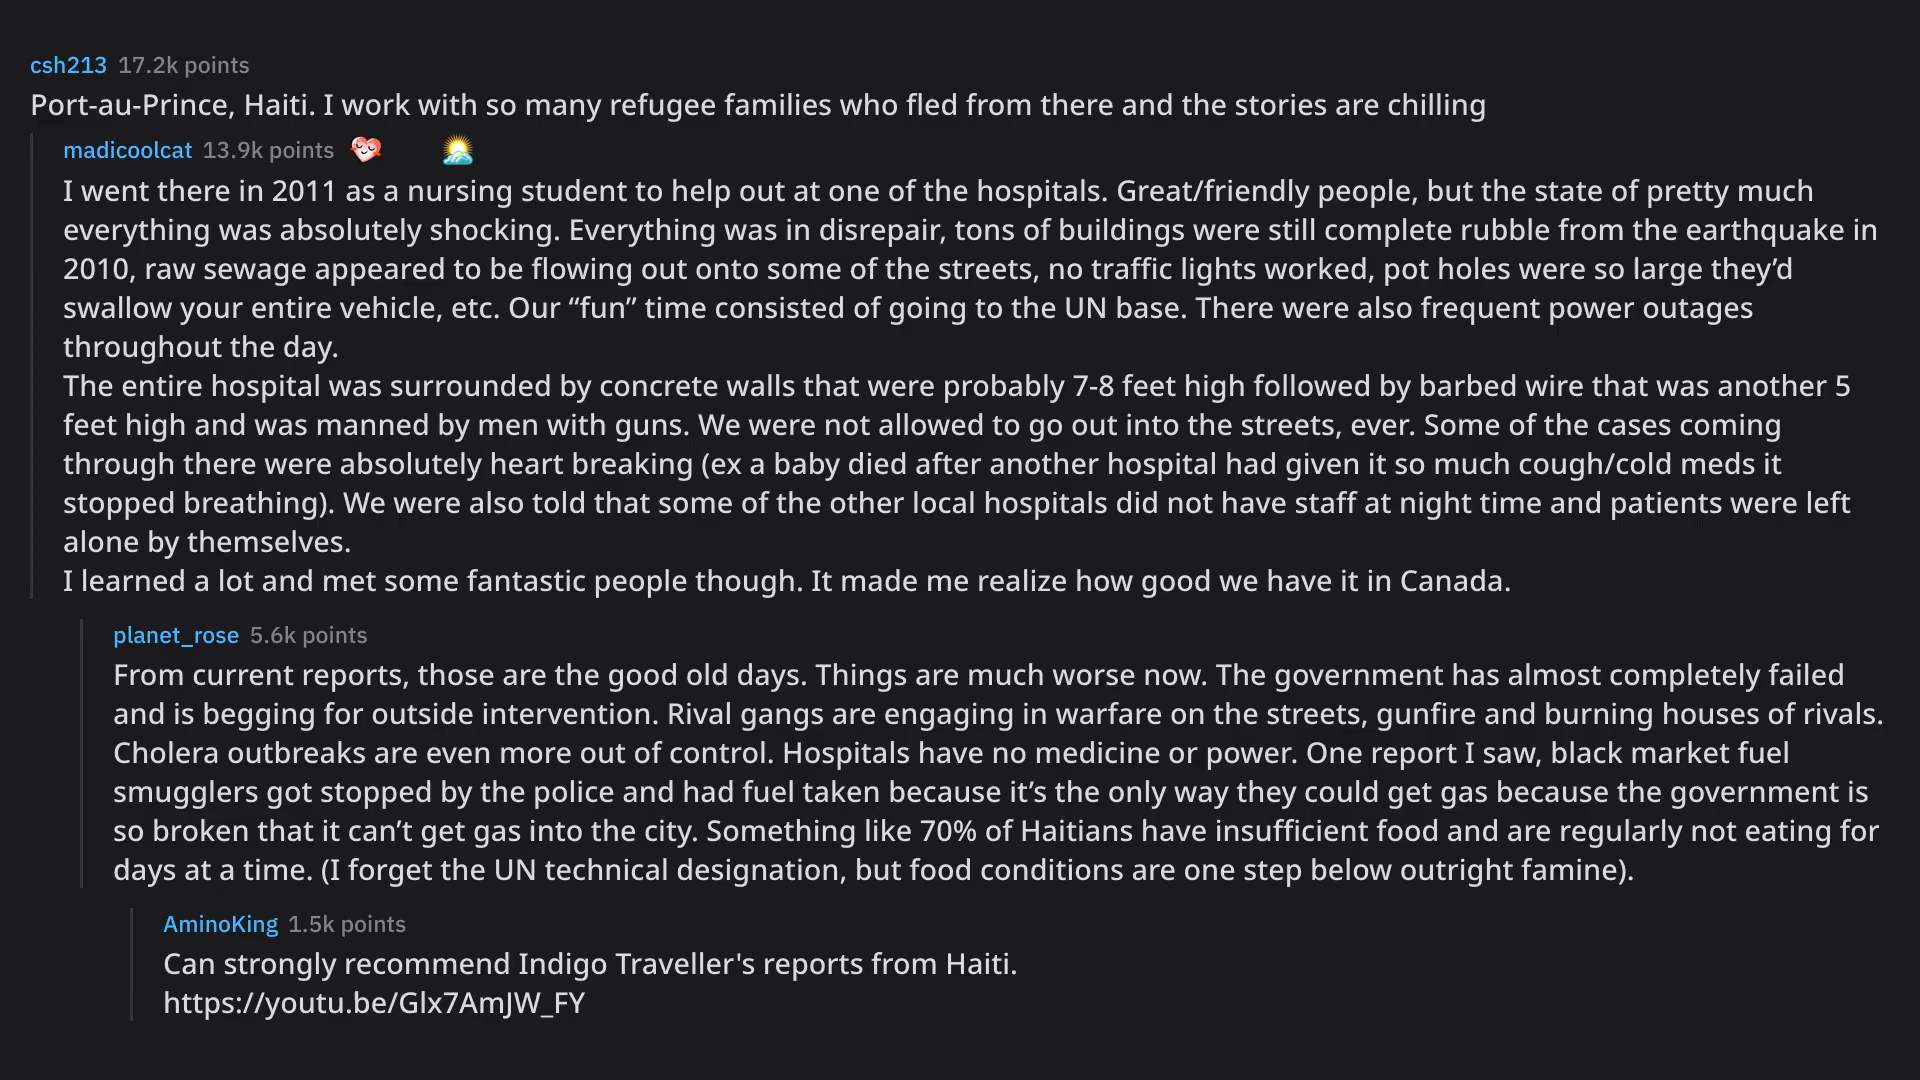 csh213 17.2k points
Port-au-Prince, Haiti. I work with so many refugee families who fled from there and the stories are chilling
madicoolcat 13.9k points
I went there in 2011 as a nursing student to help out at one of the hospitals. Great/friendly people, but the state of pretty much
everything was absolutely shocking. Everything was in disrepair, tons of buildings were still complete rubble from the earthquake in
2010, raw sewage appeared to be flowing out onto some of the streets, no traffic lights worked, pot holes were so large they’d
swallow your entire vehicle, etc. Our “fun” time consisted of going to the UN base. There were also frequent power outages
throughout the day.
The entire hospital was surrounded by concrete walls that were probably 7-8 feet high followed by barbed wire that was another 5
feet high and was manned by men with guns. We were not allowed to go out into the streets, ever. Some of the cases coming
through there were absolutely heart breaking (ex a baby died after another hospital had given it so much cough/cold meds it
stopped breathing). We were also told that some of the other local hospitals did not have staff at night time and patients were left
alone by themselves.
I learned a lot and met some fantastic people though. It made me realize how good we have it in Canada.
planet_rose 5.6k points
From current reports, those are the good old days. Things are much worse now. The government has almost completely failed
and is begging for outside intervention. Rival gangs are engaging in warfare on the streets, gunfire and burning houses of rivals.
Cholera outbreaks are even more out of control. Hospitals have no medicine or power. One report I saw, black market fuel
smugglers got stopped by the police and had fuel taken because it’s the only way they could get gas because the government is
so broken that it can’t get gas into the city. Something like 70% of Haitians have insufficient food and are regularly not eating for
days at a time. (I forget the UN technical designation, but food conditions are one step below outright famine).
AminoKing 1.5k points
Can strongly recommend Indigo Traveller's reports from Haiti.
https://youtu.be/Glx7AmJW_FY